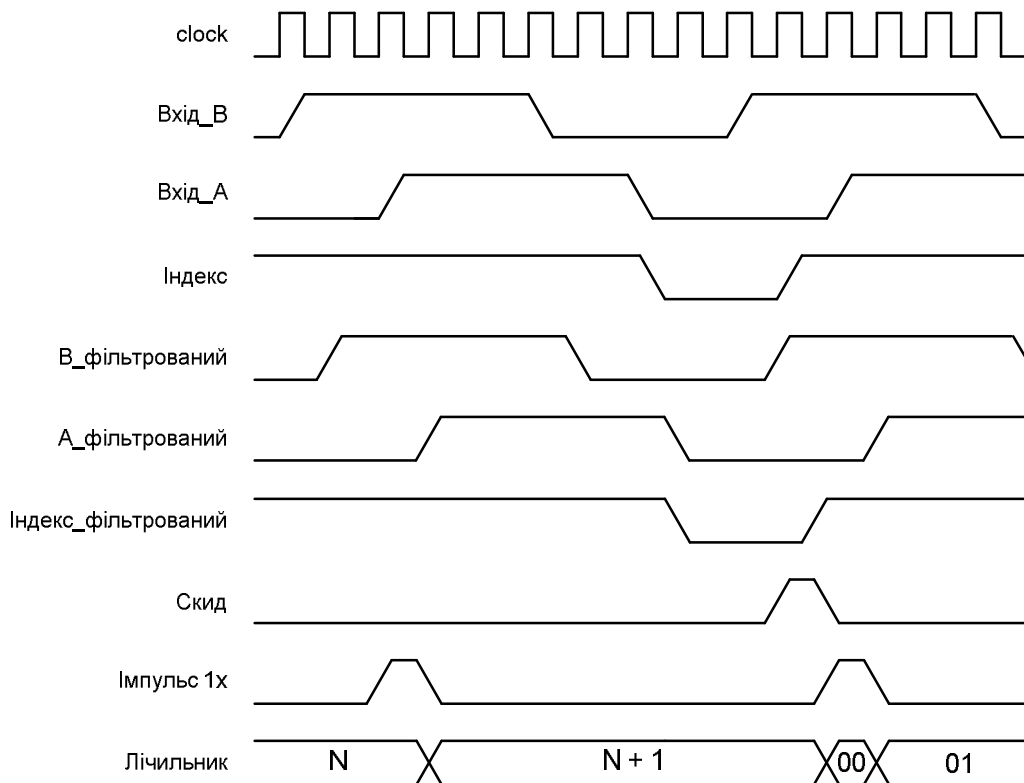 clock
Вхід_B
Вхід_A
Індекс
B_фільтрований
A_фільтрований
Індекс_фільтрований
Скид
Імпульс 1x
Лічильник N N + 1 00 01